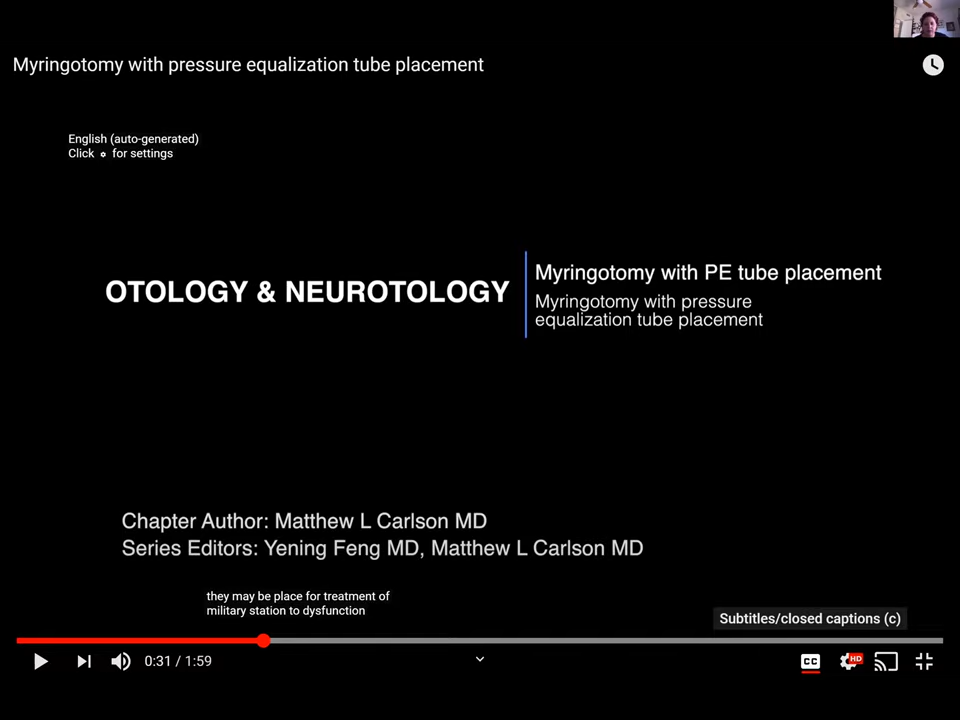 Myringotomy with pressure equalization tube placement
English (auto-generated)
Click for settings
OTOLOGY & NEUROTOLOGY
Myringotomy with PE tube placement
Myringotomy with pressure
equalization tube placement
Chapter Author: Matthew L Carlson MD
Series Editors: Yening Feng MD, Matthew L Carlson MD
they may be place for treatment of
military station to dysfunction
Subtitles/closed captions (c)
0:31 / 1:59
CC
HD